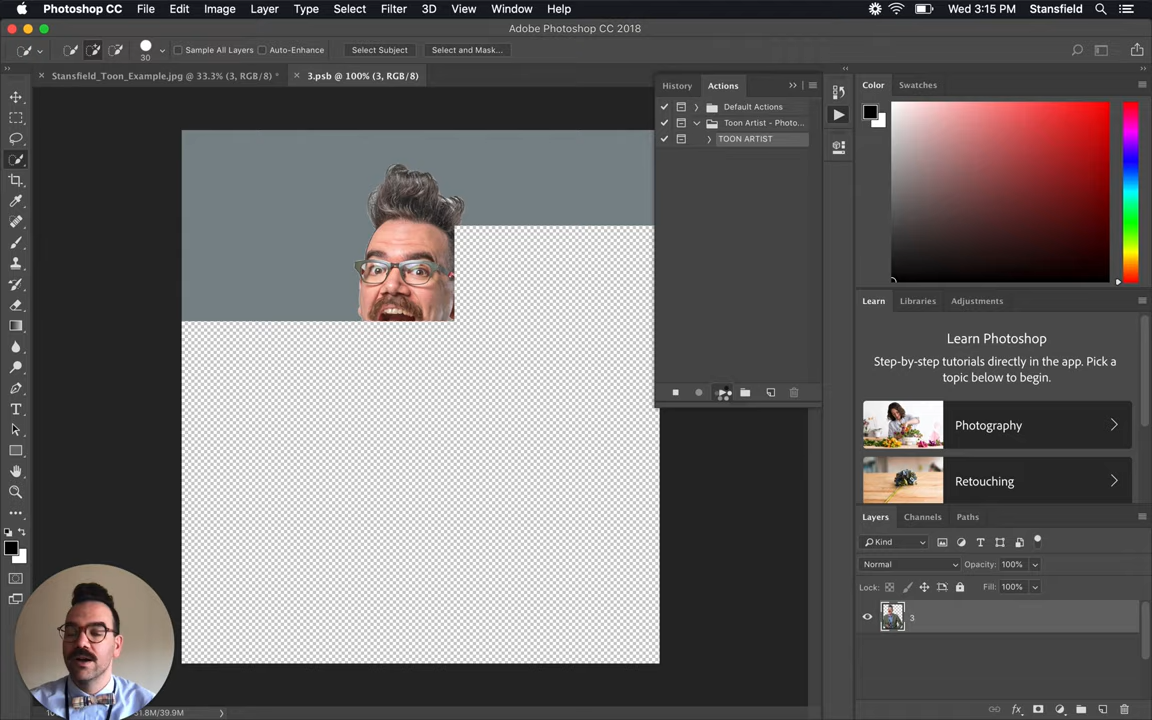 Photoshop CC File Edit Image Layer Type Select Filter 3D View Window Help Wed 3:15 PM Stansfield
Adobe Photoshop CC 2018
30 Sample All Layers Auto-Enhance Select Subject Select and Mask...
Stansfield_Toon_Example.jpg @ 33.3% (3, RGB/8) * 3.psb @ 100% (3, RGB/8)
History Actions
Default Actions
Toon Artist - Photo...
TOON ARTIST
Color Swatches
Learn Libraries Adjustments
Learn Photoshop
Step-by-step tutorials directly in the app. Pick a
topic below to begin.
Photography
Retouching
Layers Channels Paths
Kind
Normal Opacity: 100%
Lock: Fill: 100%
3